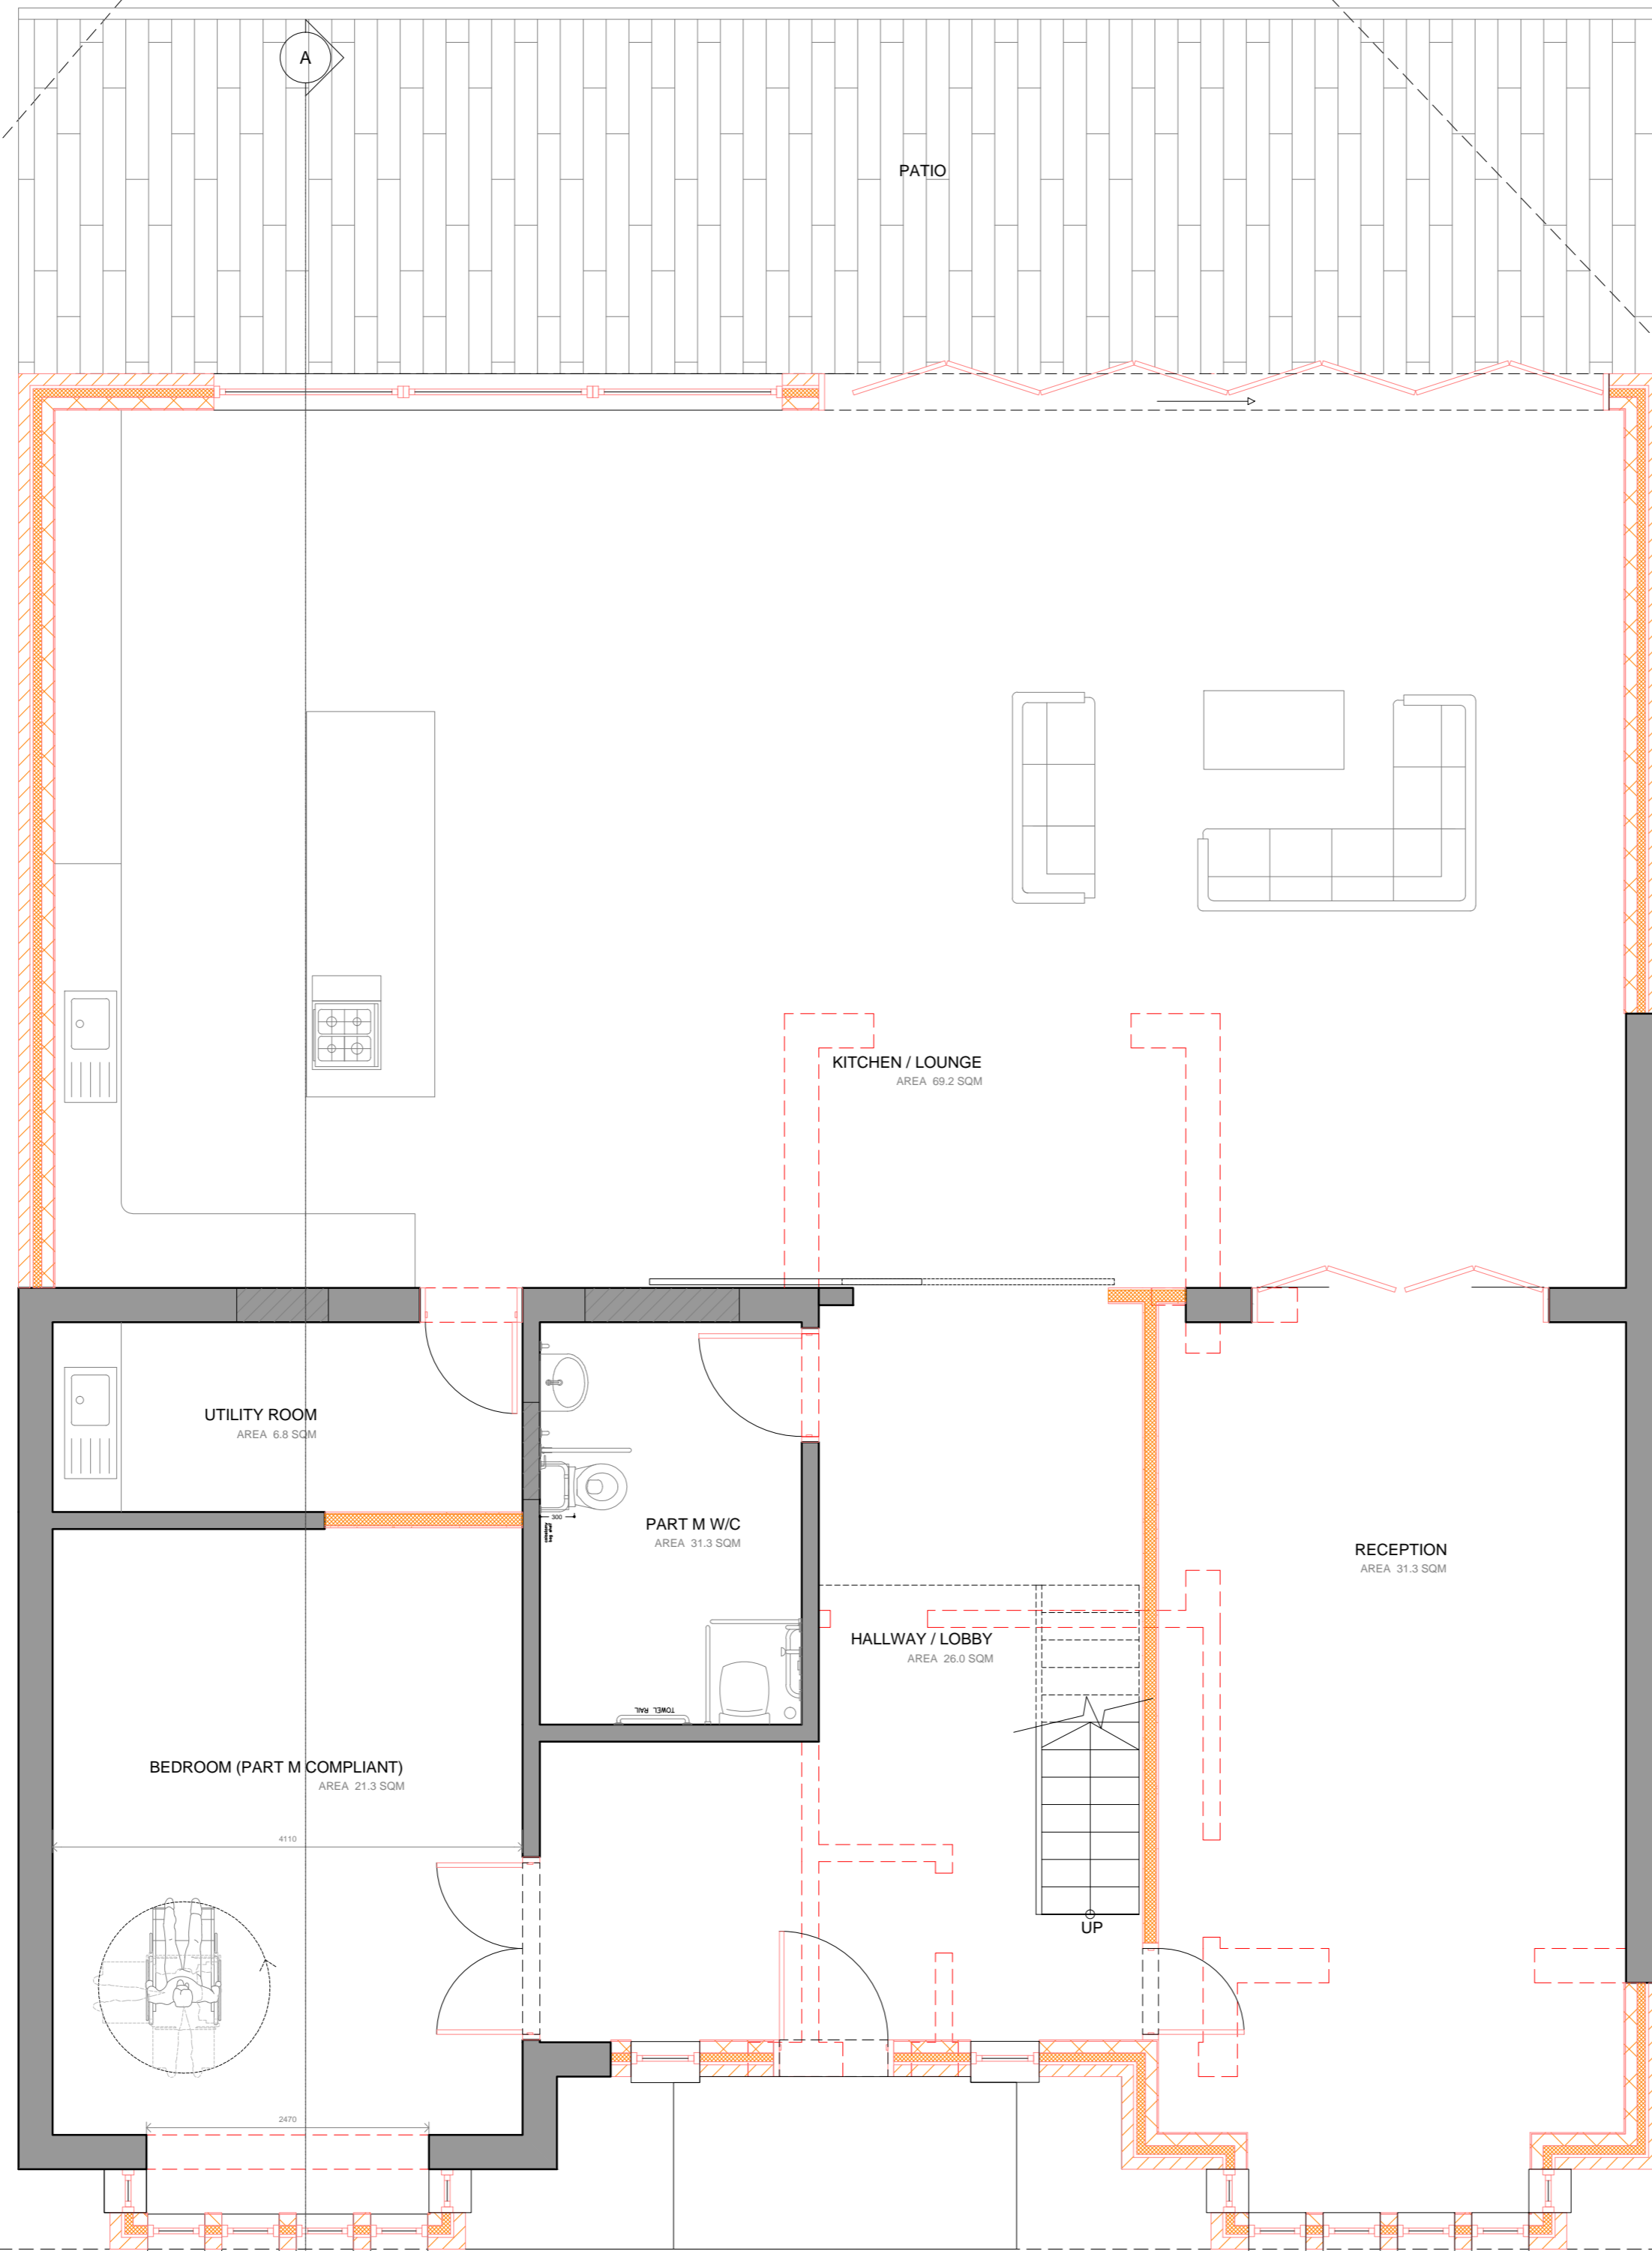 A
PATIO
KITCHEN / LOUNGE
AREA 69.2 SQM
UTILITY ROOM
AREA 6.8 SQM
300
PART M W/C
AREA 31.3 SQM
RECEPTION
AREA 31.3 SQM
HALLWAY / LOBBY
AREA 26.0 SQM
TOWEL RAIL
BEDROOM (PART M COMPLIANT)
AREA 21.3 SQM
4110
UP
2470